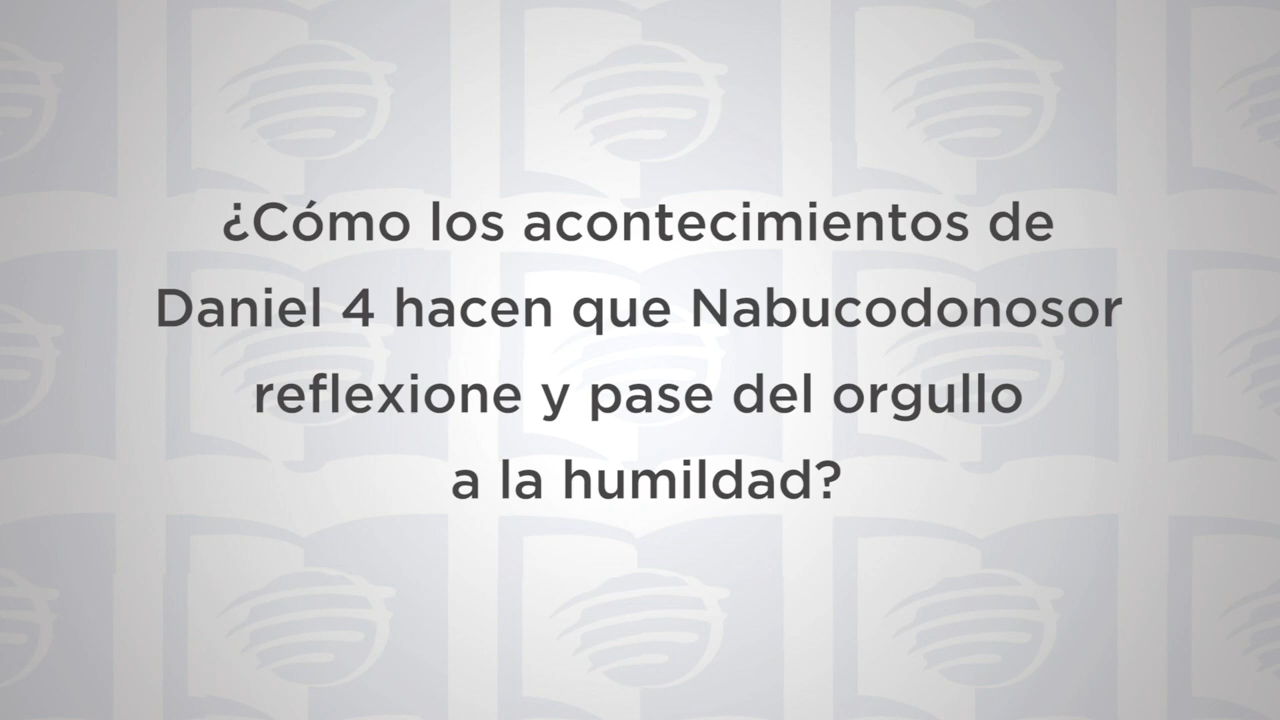 ¿Cómo los acontecimientos de
Daniel 4 hacen que Nabucodonosor
reflexione y pase del orgullo
a la humildad?